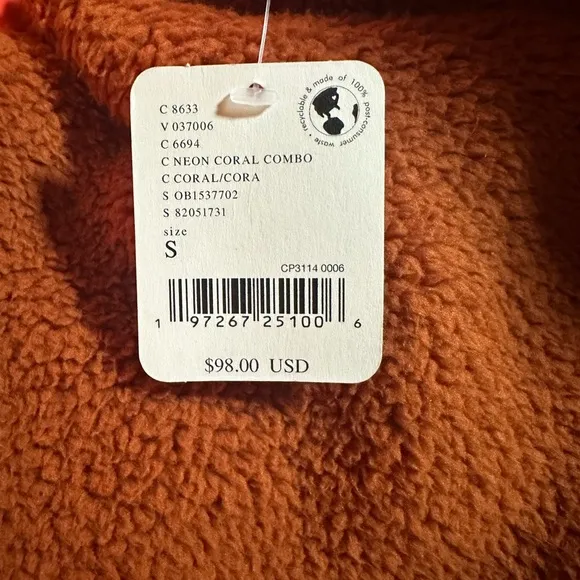 C 8633
V 037006
C 6694
C NEON CORAL COMBO
C CORAL/CORA
S OB1537702
S 82051731
size
S
recyclable & made of 100% post-consumer waste •
CP3114 0006
1 97267 25100 6
$98.00 USD